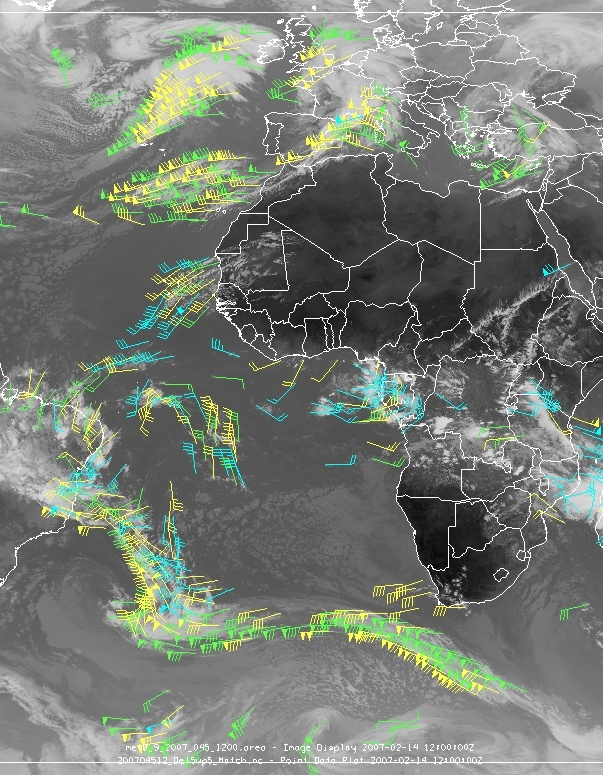 met8_9_2007_045_1200.area - Image Display 2007-02-14 12:00:00Z
200704512_Del5up5_Match.nc - Point Data Plot 2007-02-14 12:00:00Z